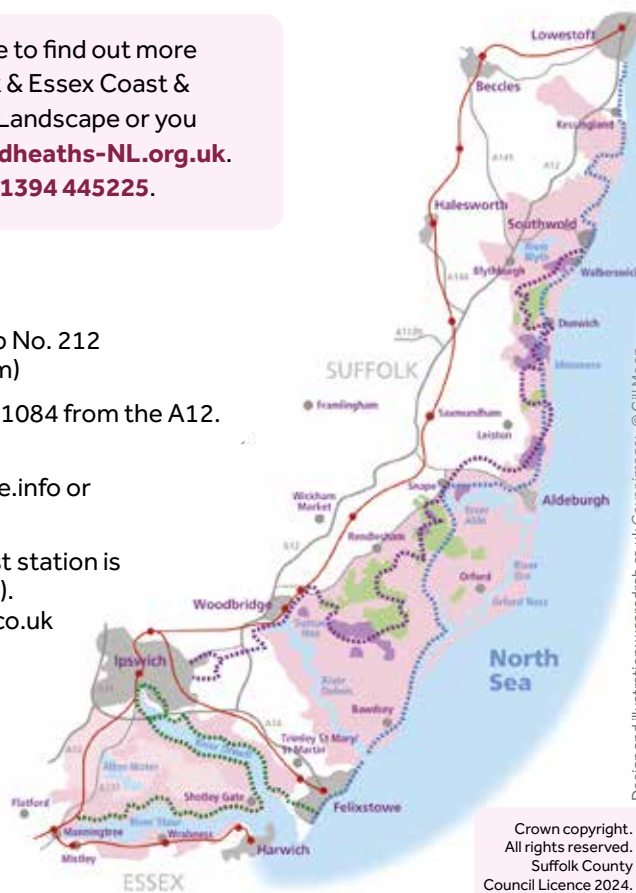 e to find out more
& Essex Coast &
Landscape or you
dheaths-NL.org.uk.
1394 445225.
o No. 212
m)
1084 from the A12.
e.info or
st station is
).
co.uk
Lowestoft
Beccles
Kessingland
A145
A12
Halesworth
Southwold
River
Blyth
Blythburgh
Walberswick
A144
Dunwich
A1120
Minsmere
SUFFOLK
Framlingham
Saxmundham
Leiston
Snape
Aldeburgh
Wickham
Market
River
Alde
A12
Rendlesham
Orford
River
Ore
Orford Ness
Woodbridge
Sutton
Hoo
Ipswich
North
Sea
River
Deben
Bawdsey
A14
Trimley St Mary/
St Martin
A12
River Orwell
Alton Water
A137
Shotley Gate
Felixstowe
Flatford
Manningtree
River Stour
Wrabness
Mistley
Harwich
ESSEX
Crown copyright.
All rights reserved.
Suffolk County
Council Licence 2024.